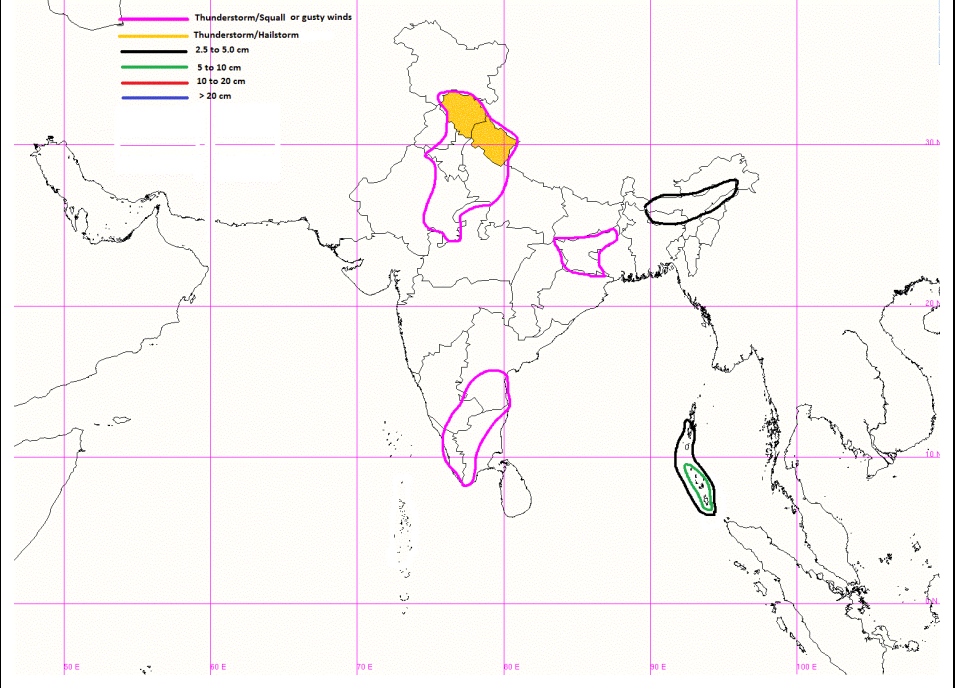 Thunderstorm/Squall or gusty winds
Thunderstorm/Hailstorm
2.5 to 5.0 cm
5 to 10 cm
10 to 20 cm
> 20 cm
30 N
20 N
10 N
0 N
50 E
60 E
70 E
80 E
90 E
100 E